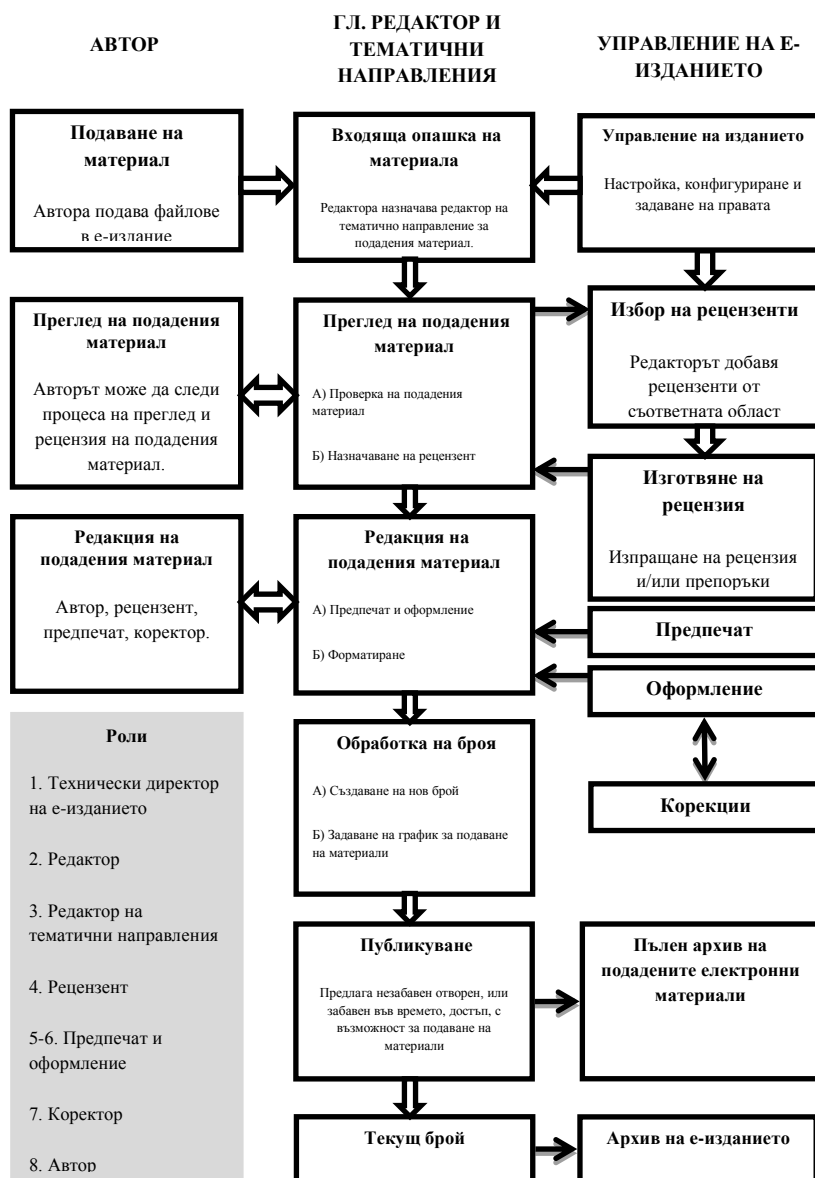 АВТОР
ГЛ. РЕДАКТОР И
ТЕМАТИЧНИ
НАПРАВЛЕНИЯ
УПРАВЛЕНИЕ НА Е-
ИЗДАНИЕТО
Подаване на
материал
Автора подава файлове
в е-издание
Входяща опашка на
материала
Редактора назначава редактор на
тематично направление за
подадения материал.
Управление на изданието
Настройка, конфигуриране и
задаване на правата
Преглед на подадения
материал
Авторът може да следи
процеса на преглед и
рецензия на подадения
материал.
Преглед на подадения
материал
А) Проверка на подадения
материал
Б) Назначаване на рецензент
Избор на рецензенти
Редакторът добавя
рецензенти от
съответната област
Изготвяне на
рецензия
Изпращане на рецензия
и/или препоръки
Редакция на
подадения материал
Автор, рецензент,
предпечат, коректор.
Редакция на
подадения материал
А) Предпечат и оформление
Б) Форматиране
Предпечат
Оформление
Корекции
Роли
1. Технически директор
на е-изданието
2. Редактор
3. Редактор на
тематични направления
4. Рецензент
5-6. Предпечат и
оформление
7. Коректор
8. Автор
Обработка на броя
А) Създаване на нов брой
Б) Задаване на график за подаване
на материали
Публикуване
Предлага незабавен отворен, или
забавен във времето, достъп, с
възможност за подаване на
материали
Пълен архив на
подадените електронни
материали
Текущ брой
Архив на е-изданието